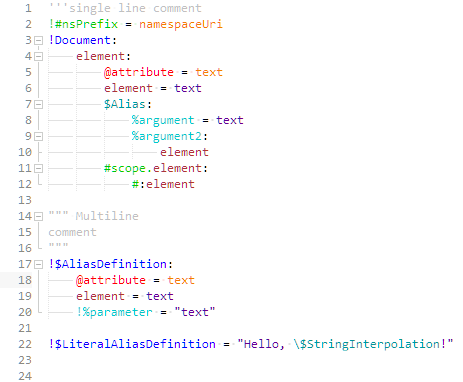 1 '''single line comment
2 !#nsPrefix = namespaceUri
3 !Document:
4 element:
5 @attribute = text
6 element = text
7 $Alias:
8 %argument = text
9 %argument2:
10 element
11 #scope.element:
12 #:element
13
14 """ Multiline
15 comment
16 """
17 !$AliasDefinition:
18 @attribute = text
19 element = text
20 !%parameter = "text"
21
22 !$LiteralAliasDefinition = "Hello, \$StringInterpolation!"
23
24